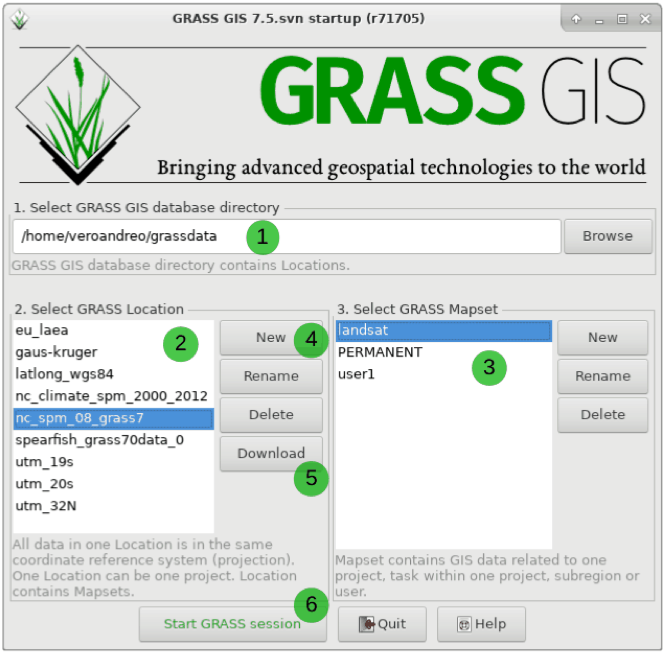 GRASS GIS 7.5.svn startup (r71705)
GRASS GIS
Bringing advanced geospatial technologies to the world
1. Select GRASS GIS database directory
/home/veroandreo/grassdata
1
Browse
GRASS GIS database directory contains Locations.
2. Select GRASS Location
eu_laea
gaus-kruger
latlong_wgs84
nc_climate_spm_2000_2012
nc_spm_08_grass7
spearfish_grass70data_0
utm_19s
utm_20s
utm_32N
2
New
4
Rename
Delete
Download
5
All data in one Location is in the same
coordinate reference system (projection).
One Location can be one project. Location
contains Mapsets.
3. Select GRASS Mapset
landsat
PERMANENT
user1
3
New
Rename
Delete
Mapset contains GIS data related to one
project, task within one project, subregion or
user.
6
Start GRASS session
Quit
Help